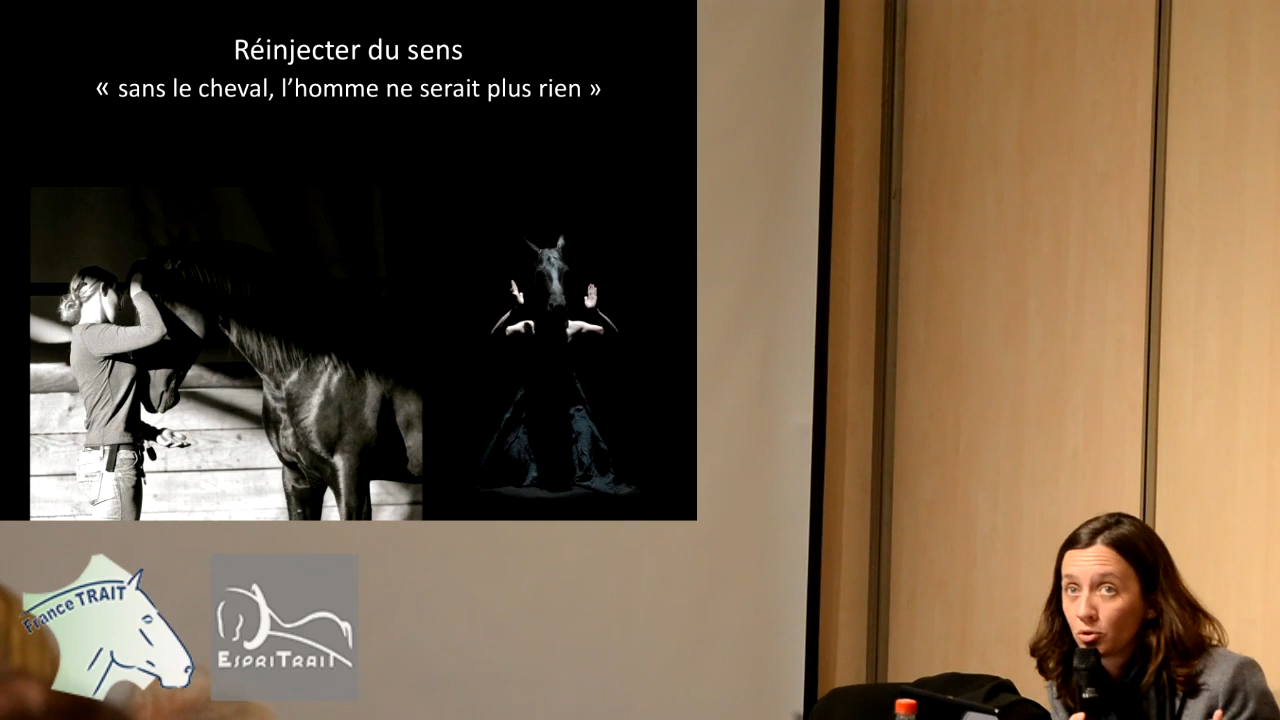 Réinjecter du sens
« sans le cheval, l’homme ne serait plus rien »
France TRAIT
ESPRITRAIT